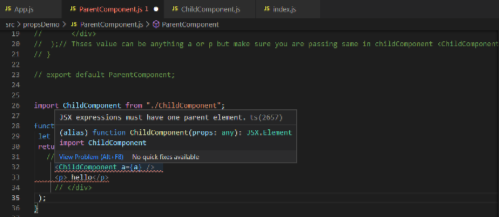 App.js ParentComponent.js 1 ChildComponent.js index.js
src > propsDemo > ParentComponent.js > ParentComponent
19 // </div>
20 // );// Thses value can be anything a or p but make sure you are passing same in childComponent <ChildComponent
21 // }
22
23 // export default ParentComponent;
26 import ChildComponent from "./ChildComponent";
JSX expressions must have one parent element. ts(2657)
(alias) function ChildComponent(props: any): JSX.Element
import ChildComponent
View Problem (Alt+F8) No quick fixes available
28 funct
29 let
30 retu
31 //
32 <ChildComponent a={a} />
33 <p> hello</p>
34 // </div>
35 );
36 }